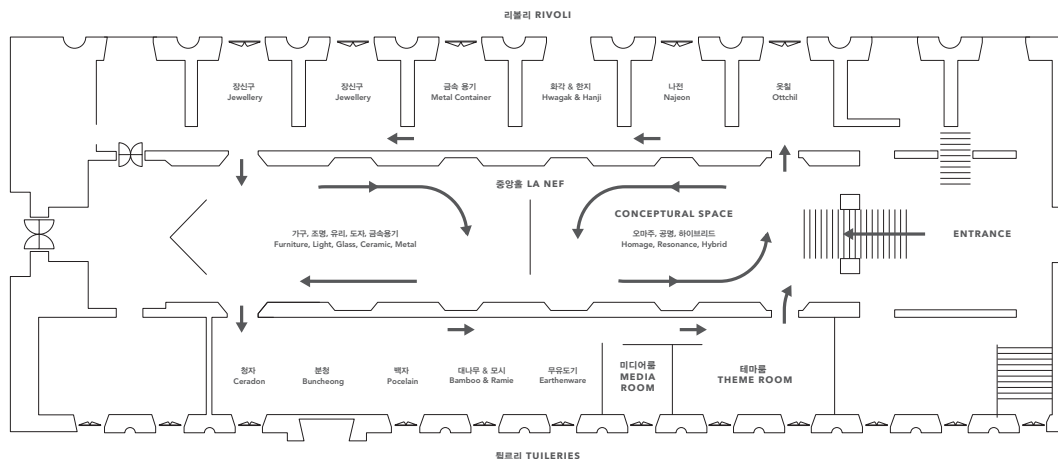 리볼리 RIVOLI
장신구
Jewellery
장신구
Jewellery
금속 용기
Metal Container
화각 & 한지
Hwagak & Hanji
나전
Najeon
옷칠
Ottchil
중앙홀 LA NEF
CONCEPTURAL SPACE
가구, 조명, 유리, 도자, 금속용기
Furniture, Light, Glass, Ceramic, Metal
오마주, 공명, 하이브리드
Homage, Resonance, Hybrid
ENTRANCE
청자
Ceradon
분청
Buncheong
백자
Pocelain
대나무 & 모시
Bamboo & Ramie
무유도기
Earthenware
미디어룸
MEDIA
ROOM
테마룸
THEME ROOM
튈르리 TUILERIES